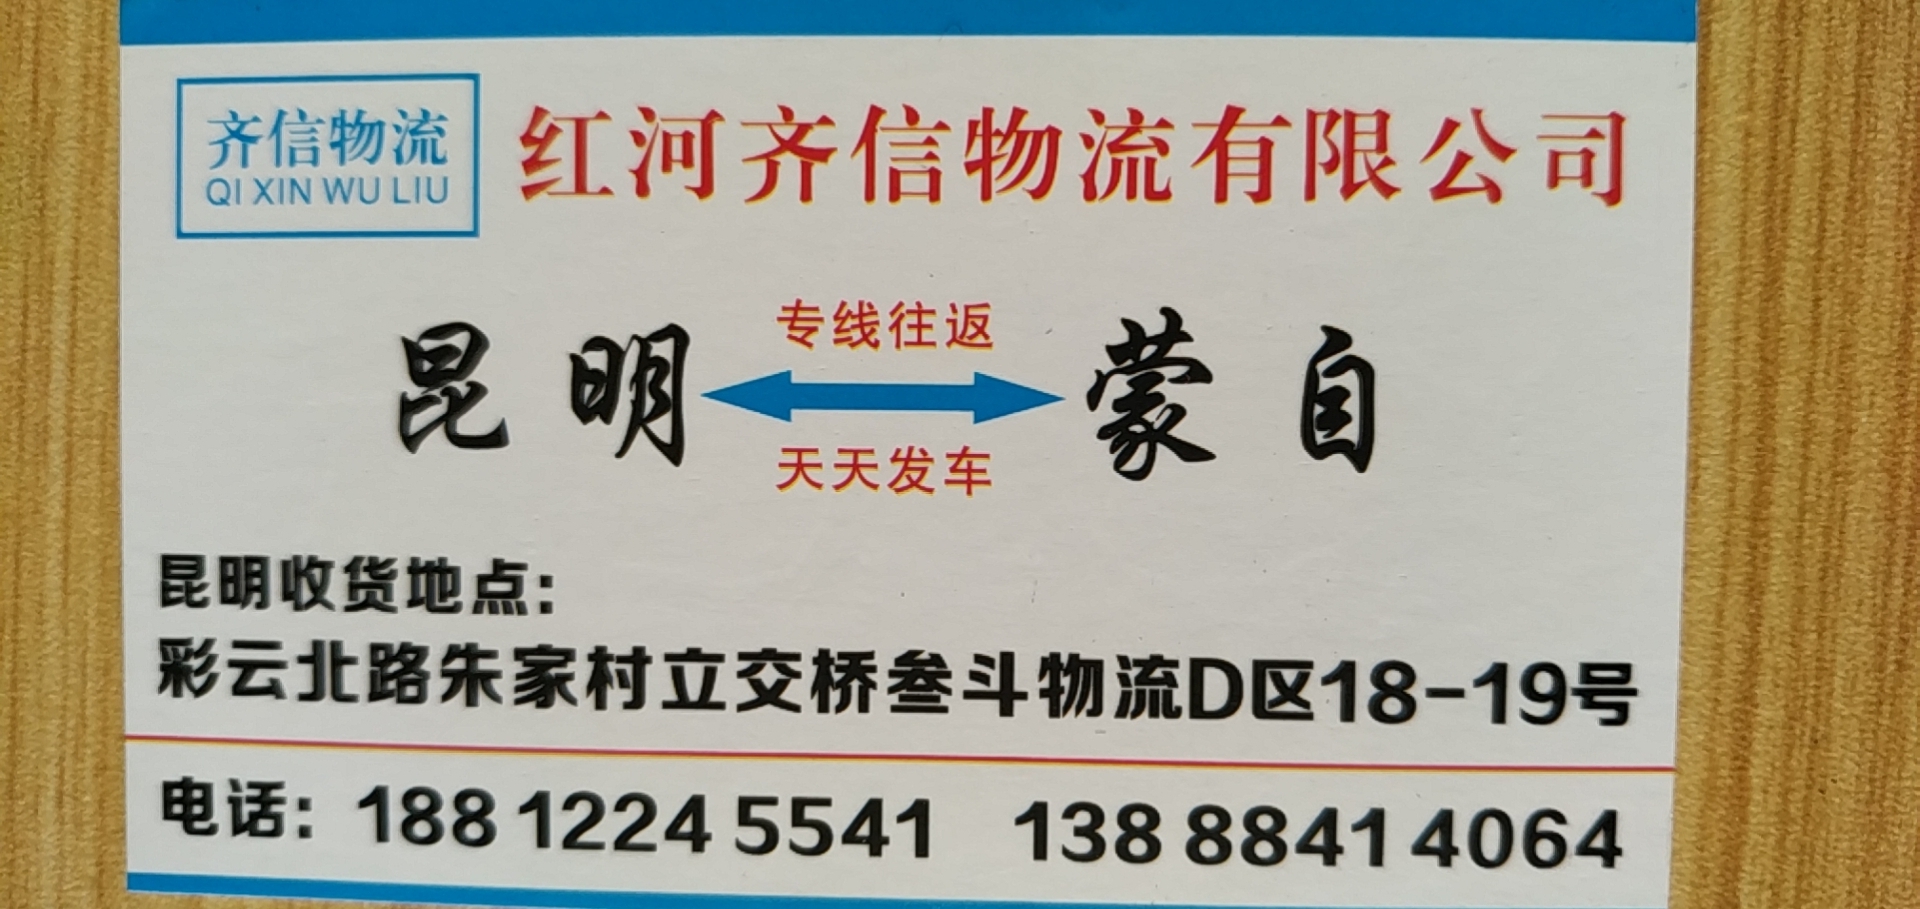 齐信物流
QI XIN WU LIU
红河齐信物流有限公司
专线往返
昆明 蒙自
天天发车
昆明收货地点：
彩云北路朱家村立交桥叁斗物流D区18-19号
电话：188 1224 5541 138 8841 4064